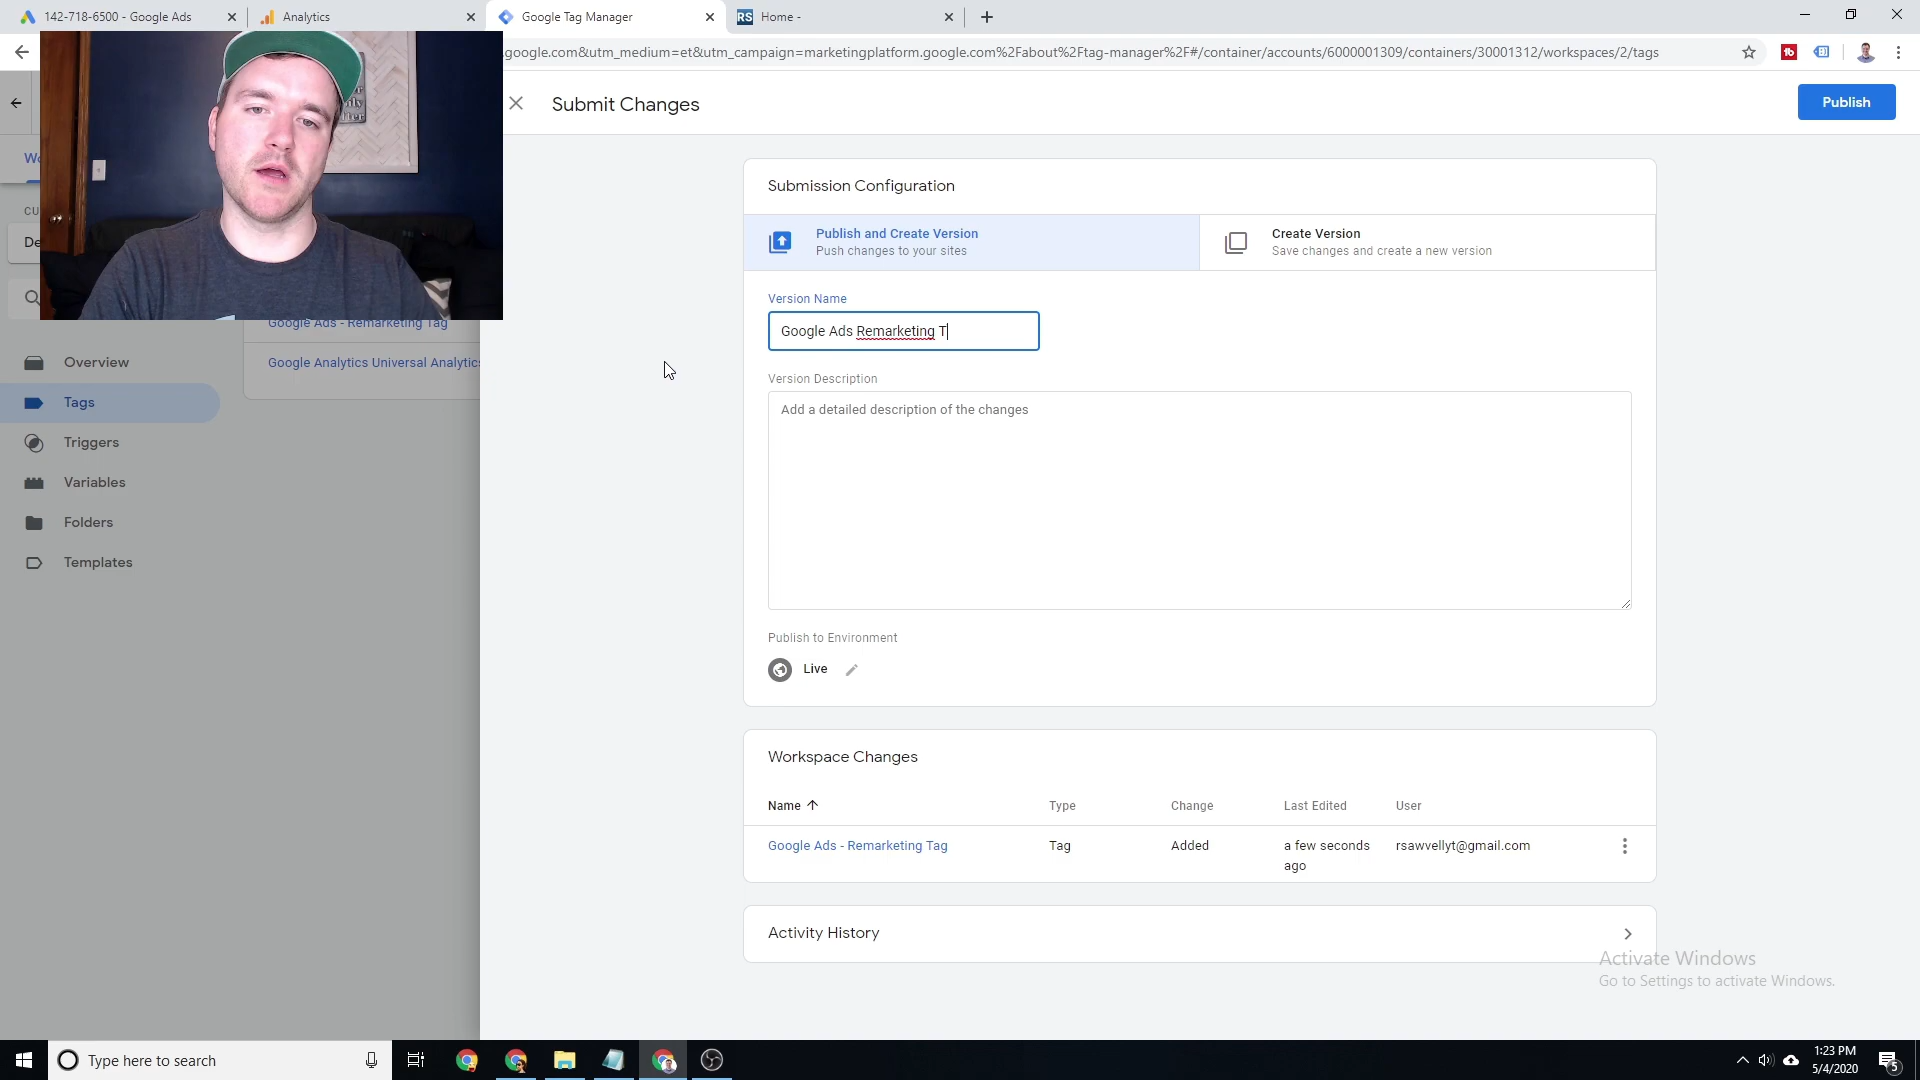 142-718-6500 - Google Ads
Analytics
Google Tag Manager
RS
Home -
.google.com&utm_medium=et&utm_campaign=marketingplatform.google.com%2Fabout%2Ftag-manager%2F#/container/accounts/6000001309/containers/30001312/workspaces/2/tags
Submit Changes
Publish
Wo
CU
De
Google Ads - Remarketing Tag
Google Analytics Universal Analytics
Overview
Tags
Triggers
Variables
Folders
Templates
Submission Configuration
Publish and Create Version
Push changes to your sites
Create Version
Save changes and create a new version
Version Name
Google Ads Remarketing T
Version Description
Add a detailed description of the changes
Publish to Environment
Live
Workspace Changes
Name
Type
Change
Last Edited
User
Google Ads - Remarketing Tag
Tag
Added
a few seconds
ago
rsawvellyt@gmail.com
Activity History
Activate Windows
Go to Settings to activate Windows.
Type here to search
1:23 PM
5/4/2020
5